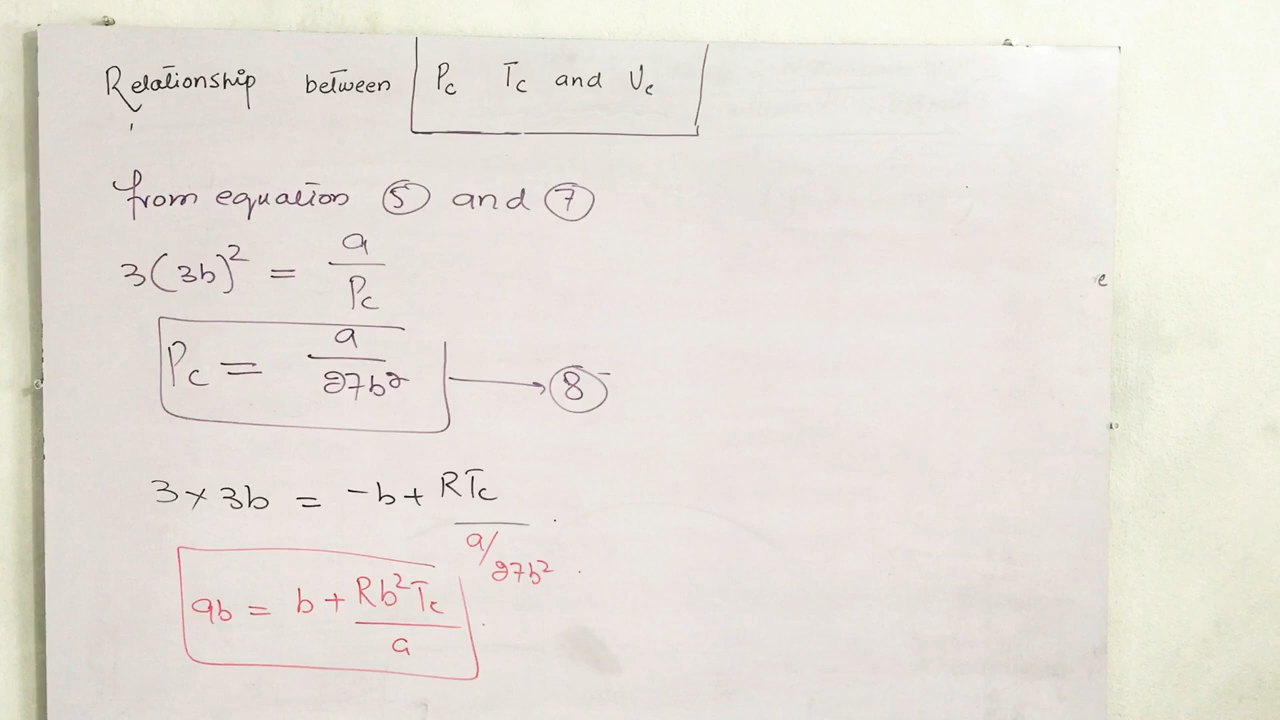 Relationship between Pc Tc and Vc
from equation ⑤ and ⑦
3(3b)² = a/Pc
Pc = a/27b² → ⑧
3 × 3b = -b + RTc / a/27b²
9b = b + Rb²Tc/a